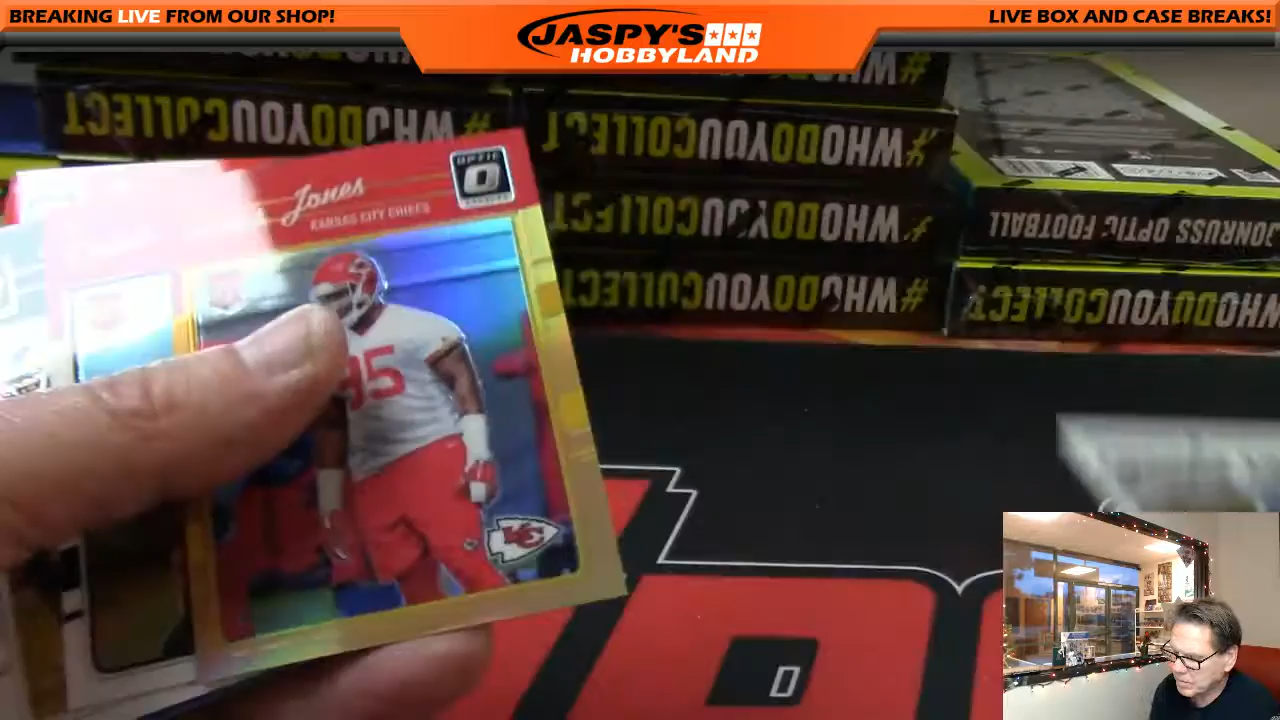 BREAKING LIVE FROM OUR SHOP!
JASPY'S
HOBBYLAND
LIVE BOX AND CASE BREAKS!
#WHODOYOUCOLLECT
#WHODOYOUCOLLECT
#WHODOYOUCOLLECT
#WHODOYOUCOLLECT
DONRUSS OPTIC FOOTBALL
WHODOYOUCOLLECT
OPTIC
Jones
KANSAS CITY CHIEFS
95
KC